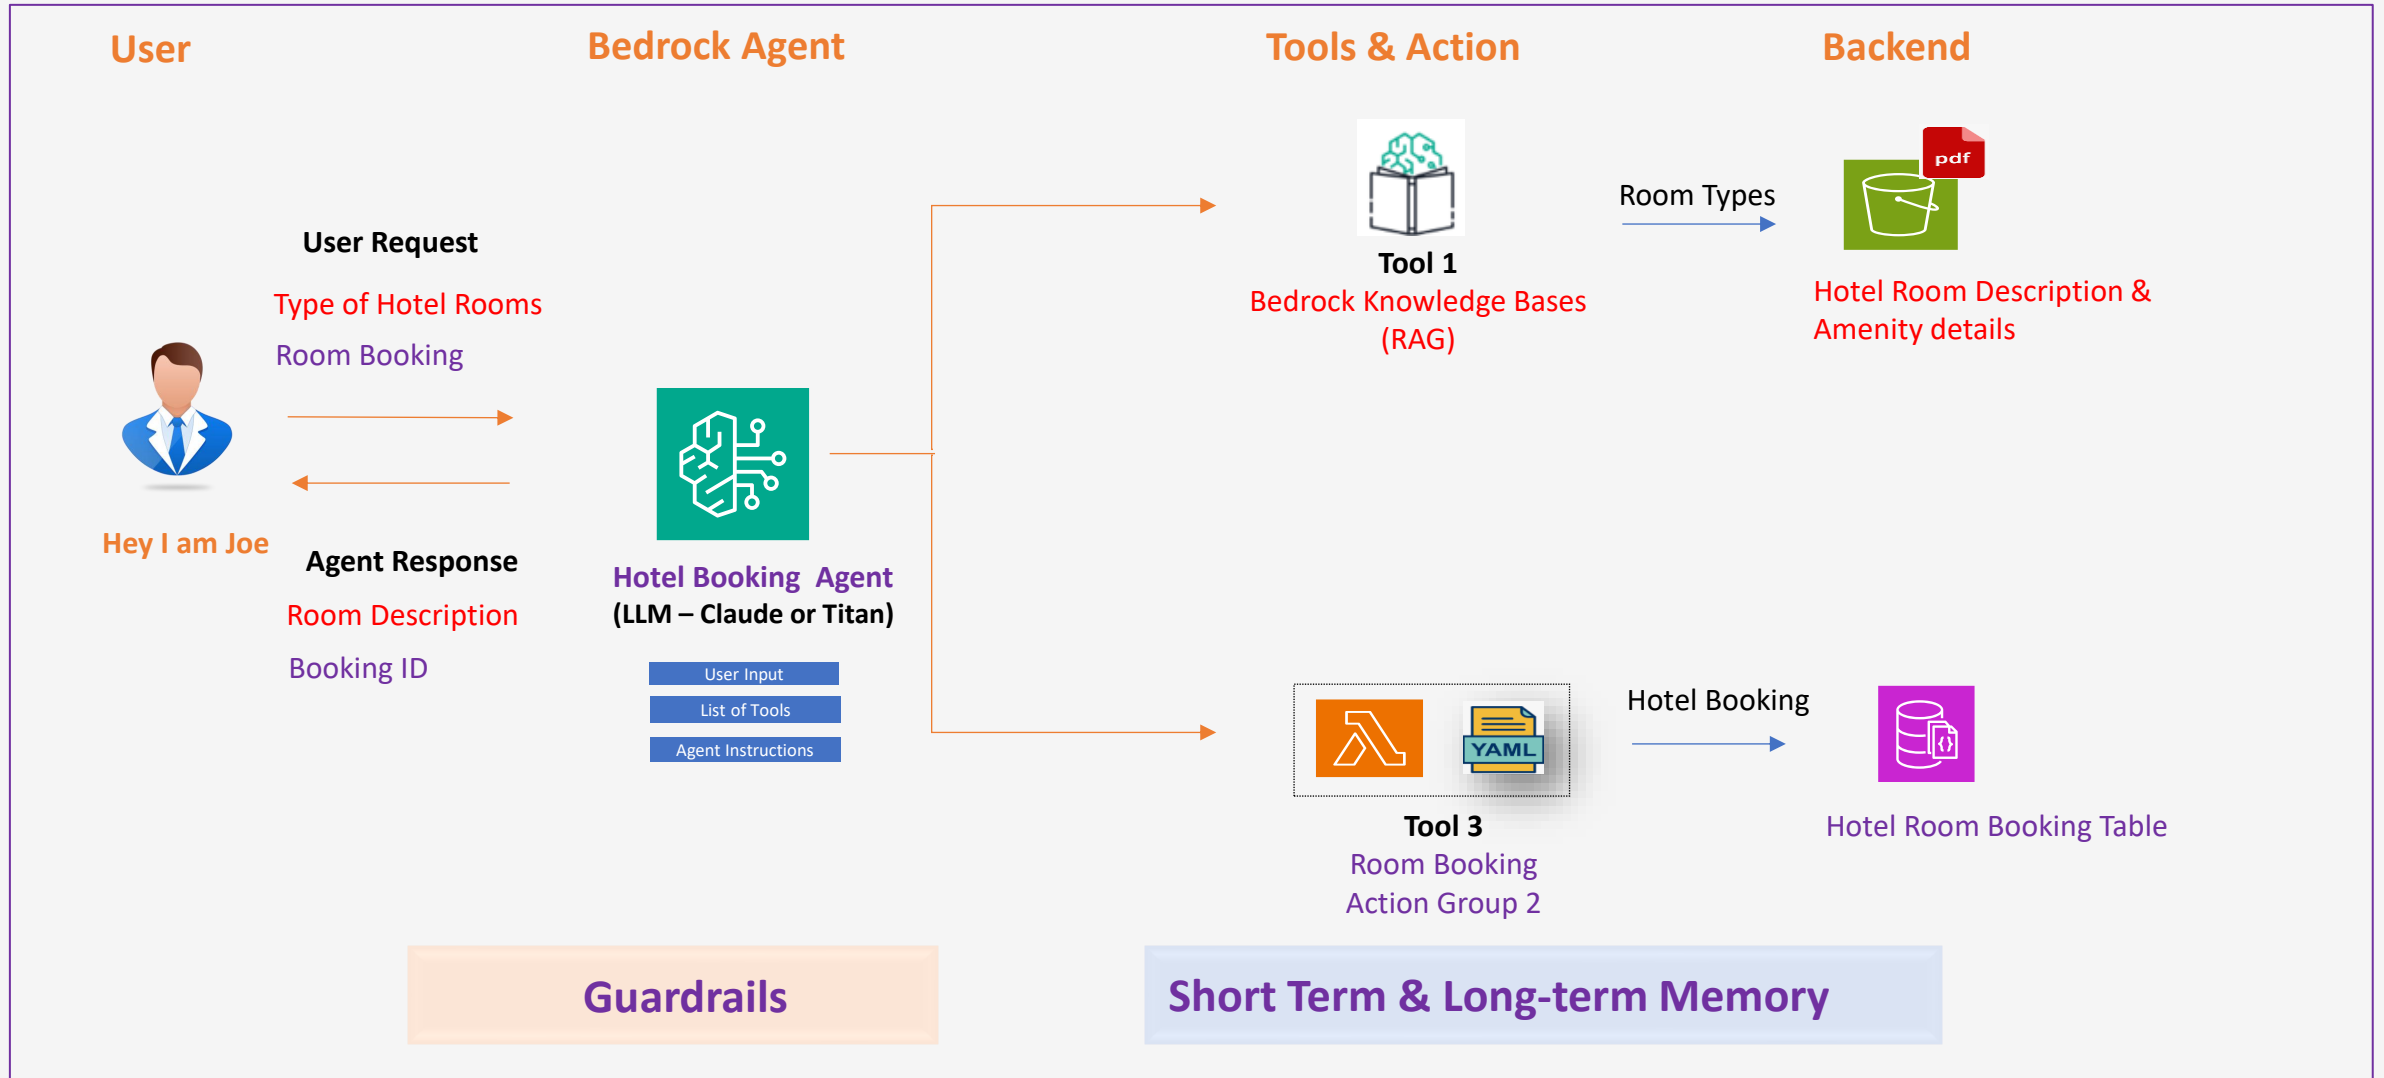 User
Bedrock Agent
Tools & Action
Backend
User Request
Type of Hotel Rooms
Room Booking
Hey I am Joe
Agent Response
Room Description
Booking ID
Hotel Booking Agent
(LLM – Claude or Titan)
User Input
List of Tools
Agent Instructions
Tool 1
Bedrock Knowledge Bases
(RAG)
Room Types
pdf
Hotel Room Description &
Amenity details
YAML
Tool 3
Room Booking
Action Group 2
Hotel Booking
{}
Hotel Room Booking Table
Guardrails
Short Term & Long-term Memory